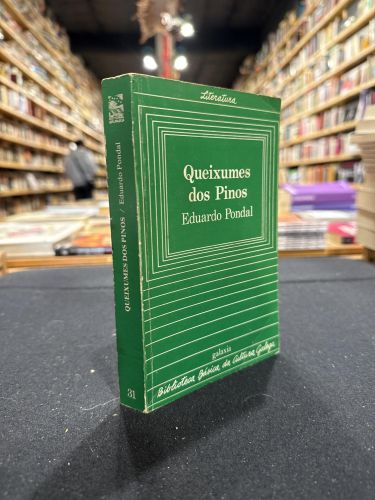 Literatura
Queixumes
dos Pinos
Eduardo Pondal
galaxia
Biblioteca Básica da Cultura Galega
QUEIXUMES DOS PINOS / Eduardo Pondal
31